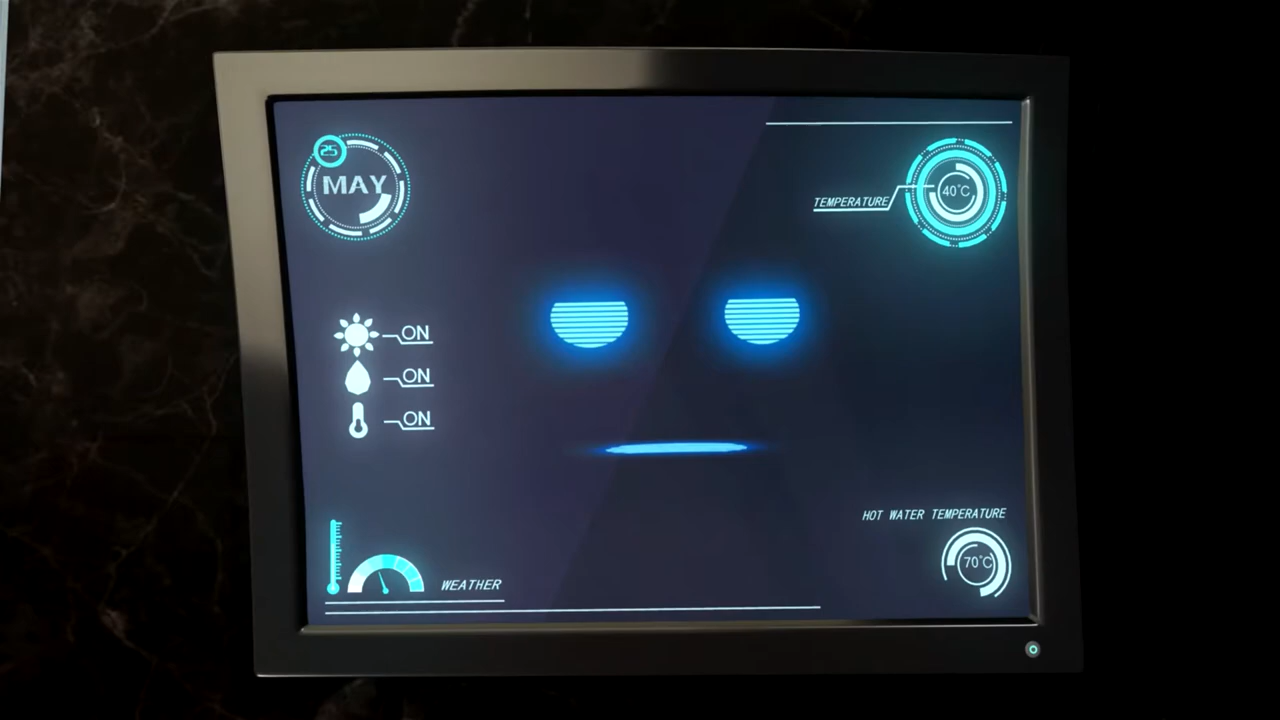 25
MAY
TEMPERATURE
40°C
ON
ON
ON
WEATHER
HOT WATER TEMPERATURE
70°C